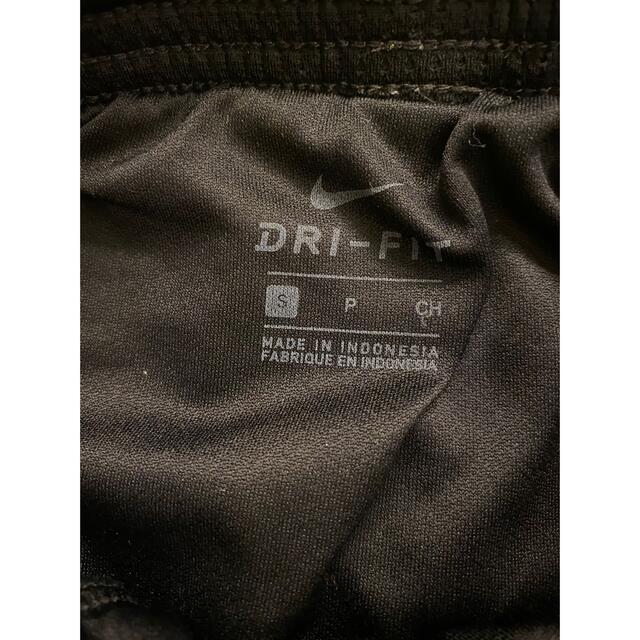 DRI-FIT
S P CH
MADE IN INDONESIA
FABRIQUE EN INDONESIA